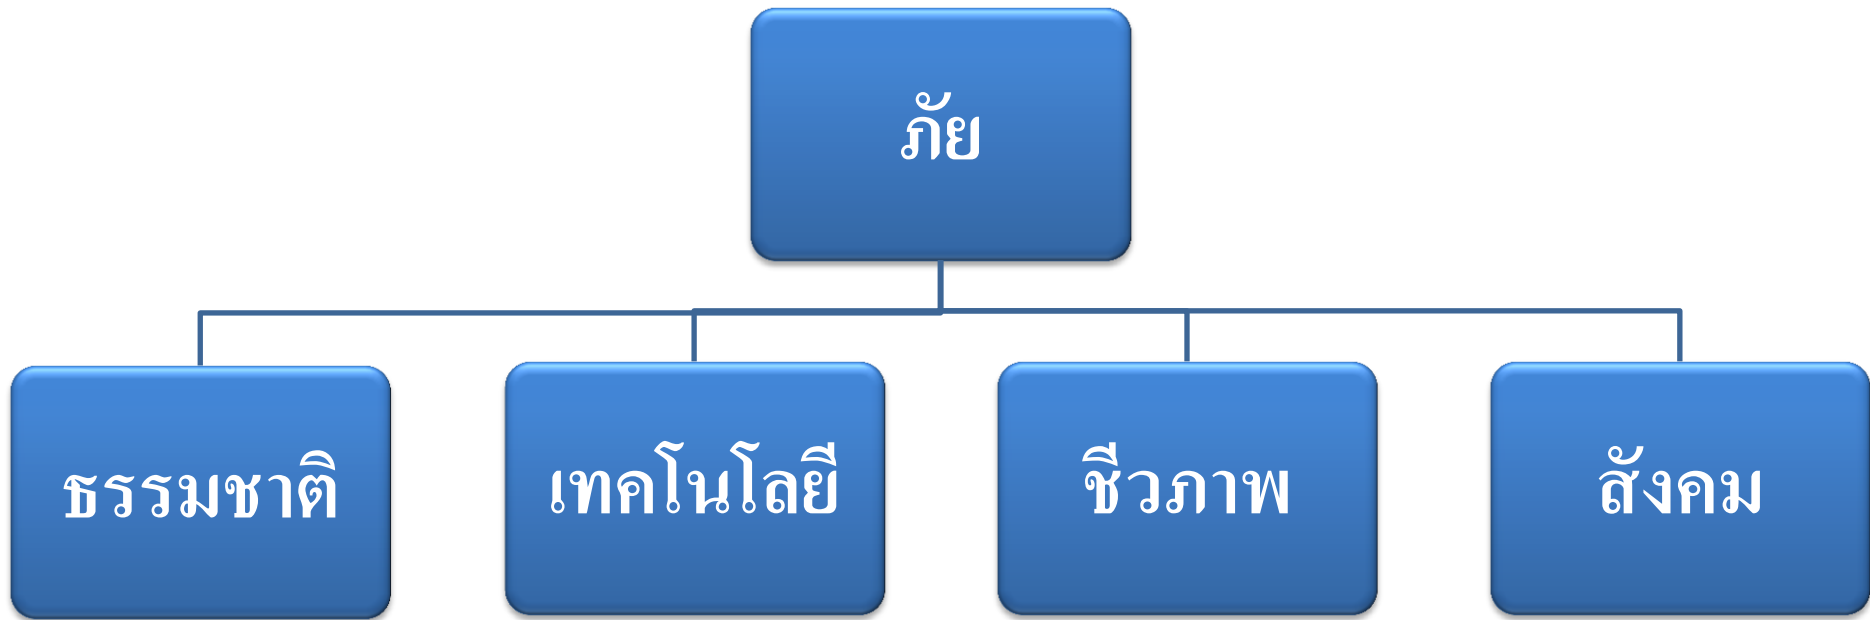 ภัย
ธรรมชาติ
เทคโนโลยี
ชีวภาพ
สังคม